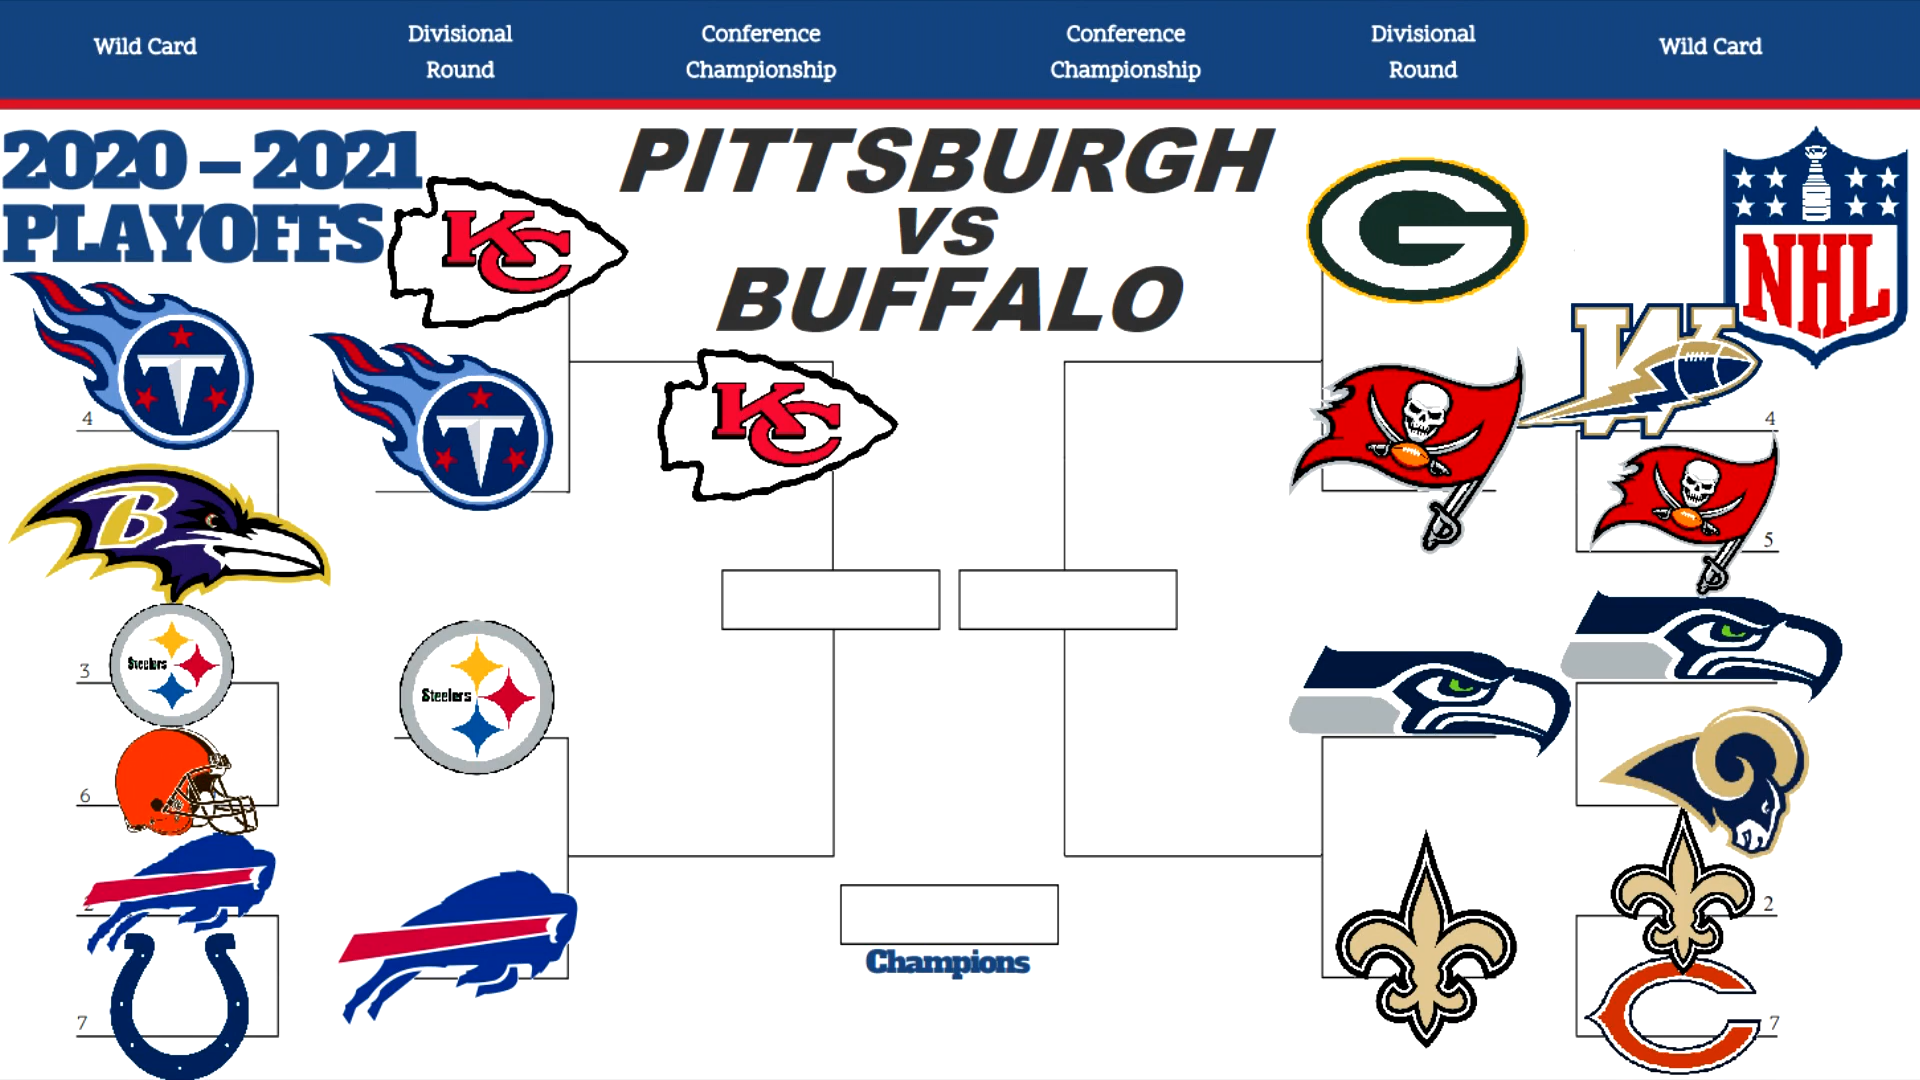 Wild Card
Divisional
Round
Conference
Championship
Conference
Championship
Divisional
Round
Wild Card
2020 – 2021
PLAYOFFS
PITTSBURGH
VS
BUFFALO
NHL
KC
G
T
T
KC
W
4
4
B
5
Steelers
3
Steelers
6
2
7
Champions
C
7